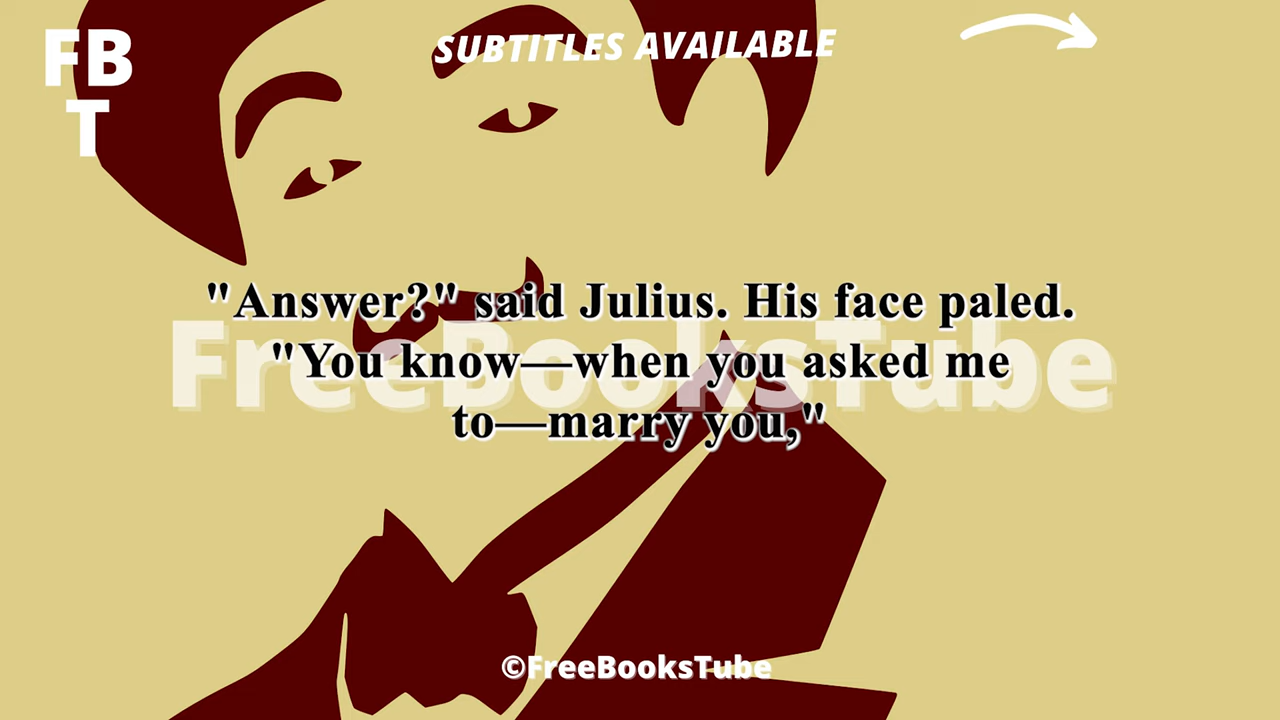 FB
T
SUBTITLES AVAILABLE
"Answer?" said Julius. His face paled.
FreeBooksTube
"You know—when you asked me
to—marry you,"
©FreeBooksTube